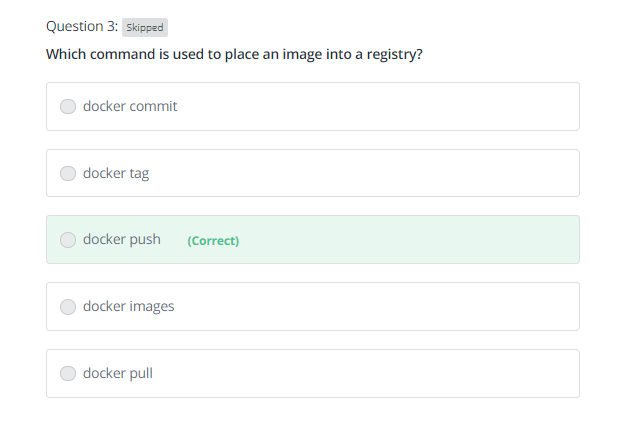 Question 3: Skipped
Which command is used to place an image into a registry?
docker commit
docker tag
docker push (Correct)
docker images
docker pull